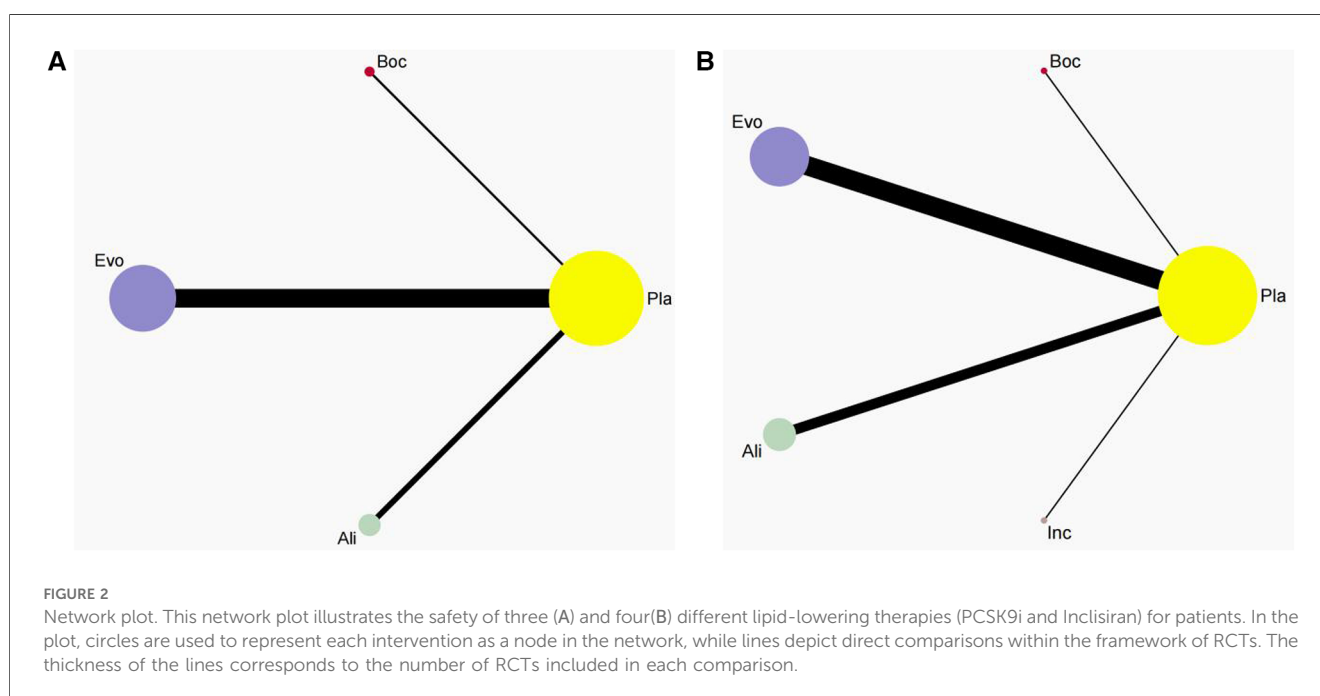 A
Boc
Evo
Pla
Ali
B
Boc
Evo
Pla
Ali
Inc
FIGURE 2
Network plot. This network plot illustrates the safety of three (A) and four(B) different lipid-lowering therapies (PCSK9i and Inclisiran) for patients. In the
plot, circles are used to represent each intervention as a node in the network, while lines depict direct comparisons within the framework of RCTs. The
thickness of the lines corresponds to the number of RCTs included in each comparison.